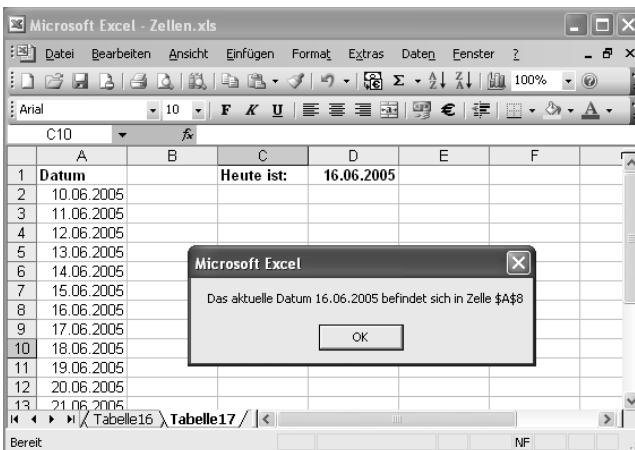 Microsoft Excel - Zellen.xls
Datei Bearbeiten Ansicht Einfügen Format Extras Daten Fenster ?
Σ 100%
Arial 10 F K U €
C10 fx
A B C D E F
1 Datum Heute ist: 16.06.2005
2 10.06.2005
3 11.06.2005
4 12.06.2005
5 13.06.2005
6 14.06.2005
7 15.06.2005
8 16.06.2005
9 17.06.2005
10 18.06.2005
11 19.06.2005
12 20.06.2005
13 21.06.2005
Microsoft Excel
Das aktuelle Datum 16.06.2005 befindet sich in Zelle $A$8
OK
Tabelle16 Tabelle17
Bereit NF